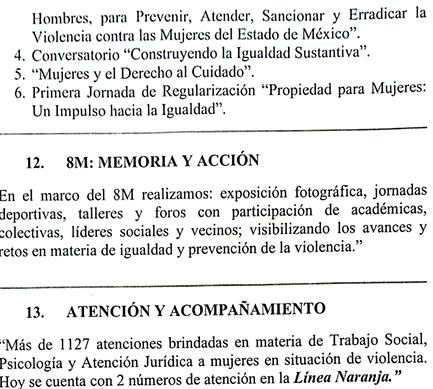 Hombres, para Prevenir, Atender, Sancionar y Erradicar la
Violencia contra las Mujeres del Estado de México”.
4. Conversatorio “Construyendo la Igualdad Sustantiva”.
5. “Mujeres y el Derecho al Cuidado”.
6. Primera Jornada de Regularización “Propiedad para Mujeres:
Un Impulso hacia la Igualdad”.
12. 8M: MEMORIA Y ACCIÓN
En el marco del 8M realizamos: exposición fotográfica, jornadas
deportivas, talleres y foros con participación de académicas,
colectivas, líderes sociales y vecinos; visibilizando los avances y
retos en materia de igualdad y prevención de la violencia.”
13. ATENCIÓN Y ACOMPAÑAMIENTO
“Más de 1127 atenciones brindadas en materia de Trabajo Social,
Psicología y Atención Jurídica a mujeres en situación de violencia.
Hoy se cuenta con 2 números de atención en la Línea Naranja.”